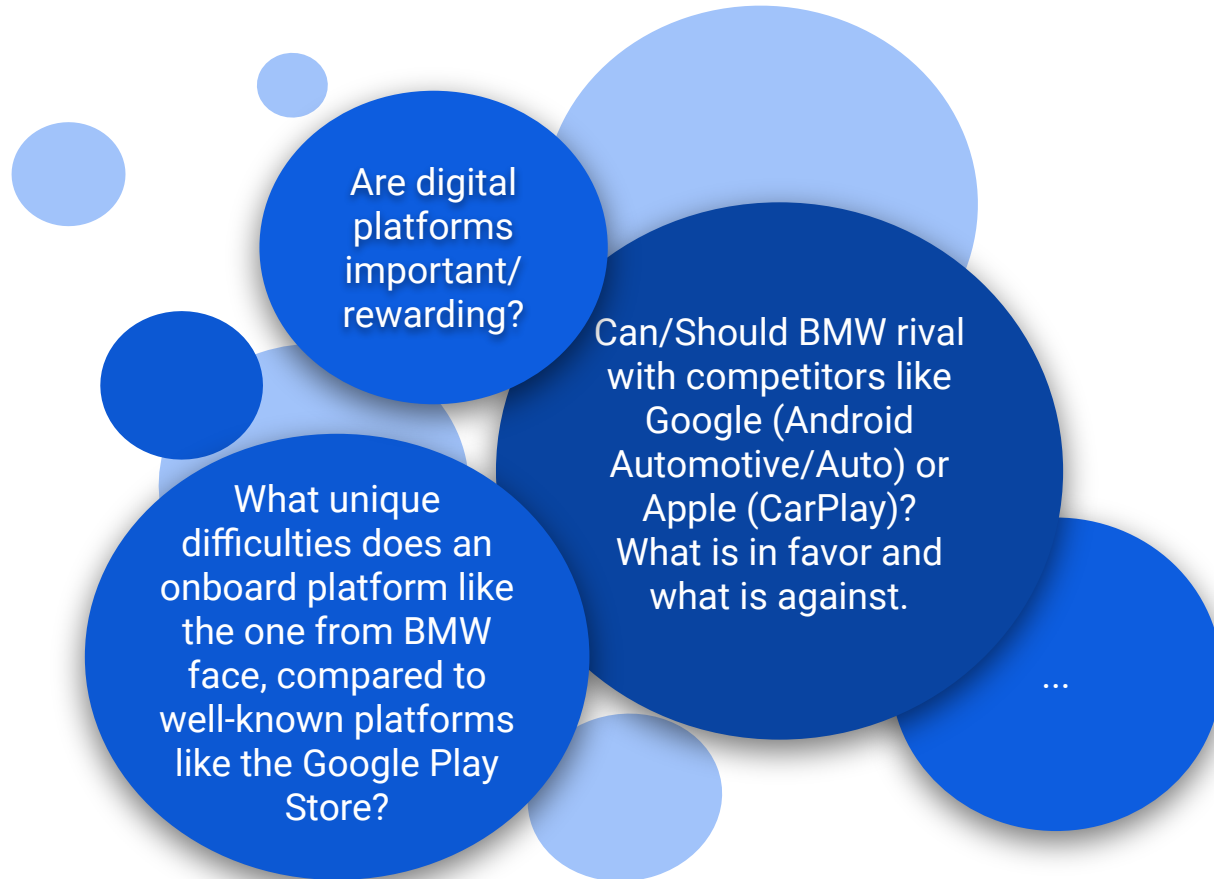 Are digital
platforms
important/
rewarding?
Can/Should BMW rival
with competitors like
Google (Android
Automotive/Auto) or
Apple (CarPlay)?
What is in favor and
what is against.
What unique
difficulties does an
onboard platform like
the one from BMW
face, compared to
well-known platforms
like the Google Play
Store?
...